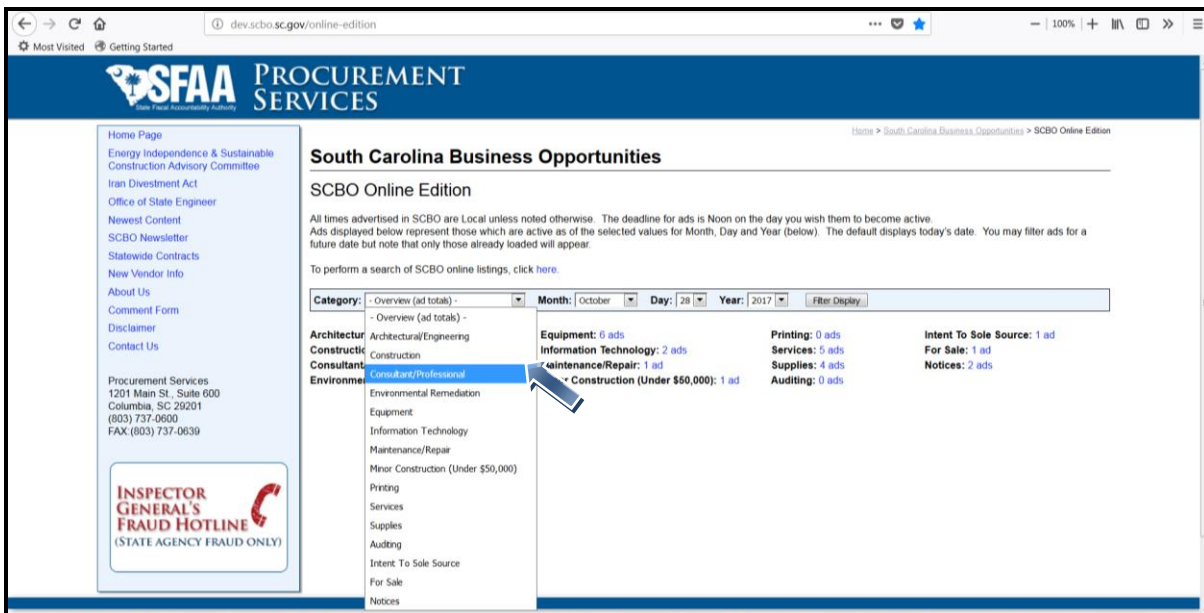 dev.scbo.sc.gov/online-edition
100%
Most Visited Getting Started
SFAA
State Fiscal Accountability Authority
PROCUREMENT
SERVICES
Home > South Carolina Business Opportunities > SCBO Online Edition
Home Page
Energy Independence & Sustainable
Construction Advisory Committee
Iran Divestment Act
Office of State Engineer
Newest Content
SCBO Newsletter
Statewide Contracts
New Vendor Info
About Us
Comment Form
Disclaimer
Contact Us
Procurement Services
1201 Main St., Suite 600
Columbia, SC 29201
(803) 737-0600
FAX:(803) 737-0639
INSPECTOR
GENERAL'S
FRAUD HOTLINE
(STATE AGENCY FRAUD ONLY)
South Carolina Business Opportunities
SCBO Online Edition
All times advertised in SCBO are Local unless noted otherwise. The deadline for ads is Noon on the day you wish them to become active.
Ads displayed below represent those which are active as of the selected values for Month, Day and Year (below). The default displays today's date. You may filter ads for a
future date but note that only those already loaded will appear.
To perform a search of SCBO online listings, click here.
Category: - Overview (ad totals) - Month: October Day: 28 Year: 2017 Filter Display
- Overview (ad totals) -
Architectural/Engineering
Construction
Consultant/Professional
Environmental Remediation
Equipment
Information Technology
Maintenance/Repair
Minor Construction (Under $50,000)
Printing
Services
Supplies
Auditing
Intent To Sole Source
For Sale
Notices
Equipment: 6 ads Printing: 0 ads Intent To Sole Source: 1 ad
Information Technology: 2 ads Services: 5 ads For Sale: 1 ad
Maintenance/Repair: 1 ad Supplies: 4 ads Notices: 2 ads
Construction (Under $50,000): 1 ad Auditing: 0 ads